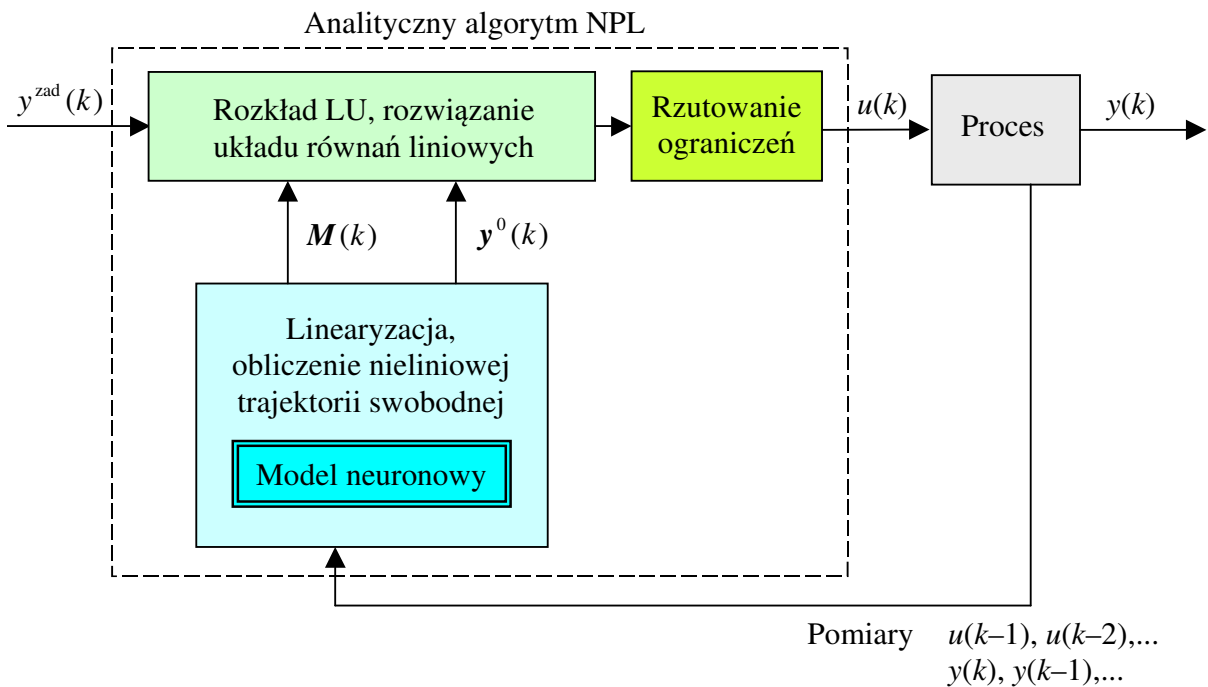 Analityczny algorytm NPL
y^zad(k)
Rozkład LU, rozwiązanie
układu równań liniowych
Rzutowanie
ograniczeń
u(k)
Proces
y(k)
M(k)
y^0(k)
Linearyzacja,
obliczenie nieliniowej
trajektorii swobodnej
Model neuronowy
Pomiary u(k–1), u(k–2),...
y(k), y(k–1),...